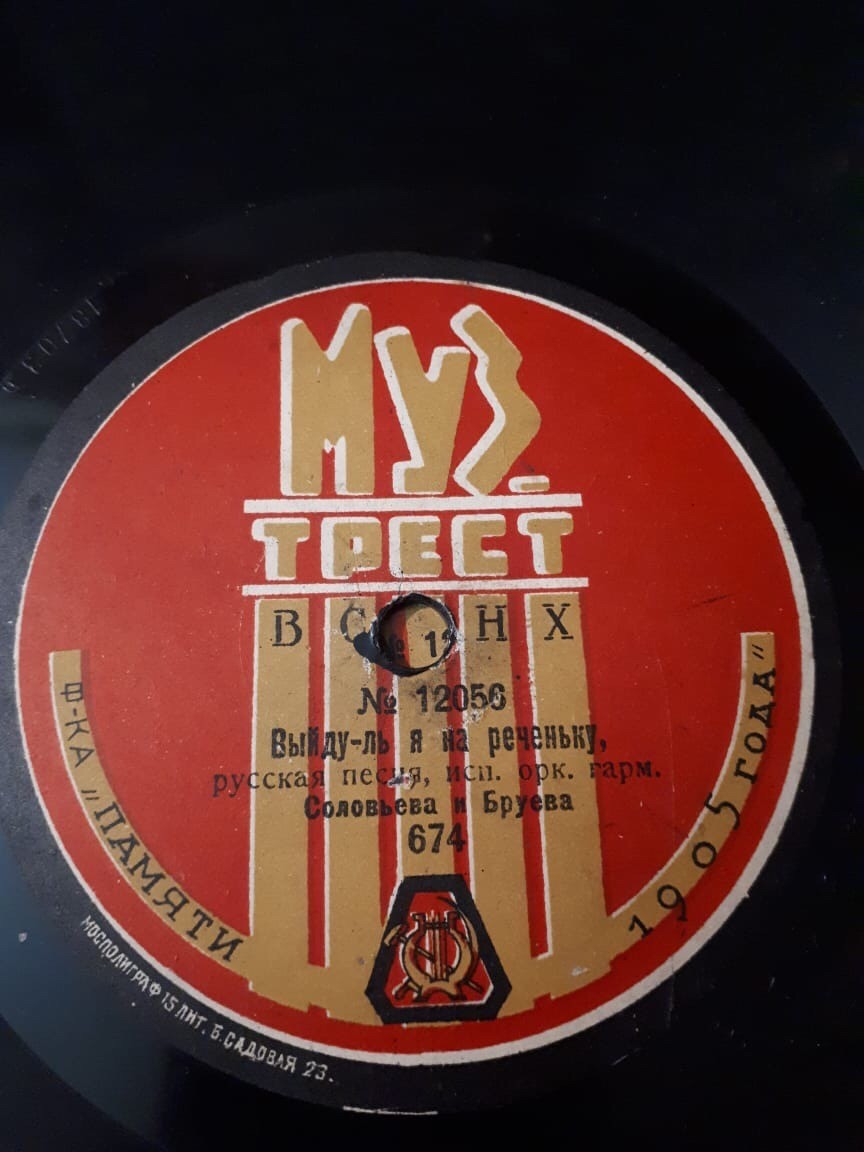 МУЗ.
ТРЕСТ
В С Н Х
№ 12056
Выйду-ль я на реченьку,
русская песня, исп. орк. гарм.
Соловьева и Бруева
674
Ф-КА „ПАМЯТИ
1905 ГОДА"
МОСПОЛИГРАФ 15 ЛИТ. Б. САДОВАЯ 23.